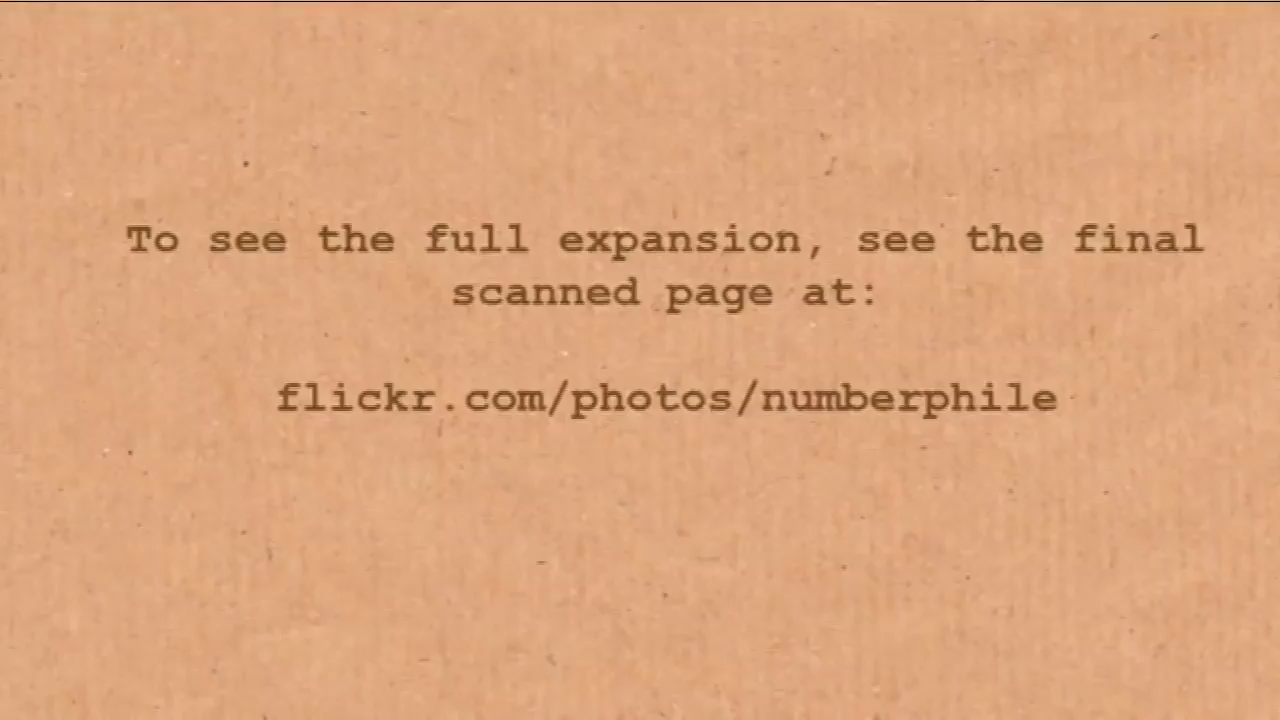 To see the full expansion, see the final
scanned page at:
flickr.com/photos/numberphile